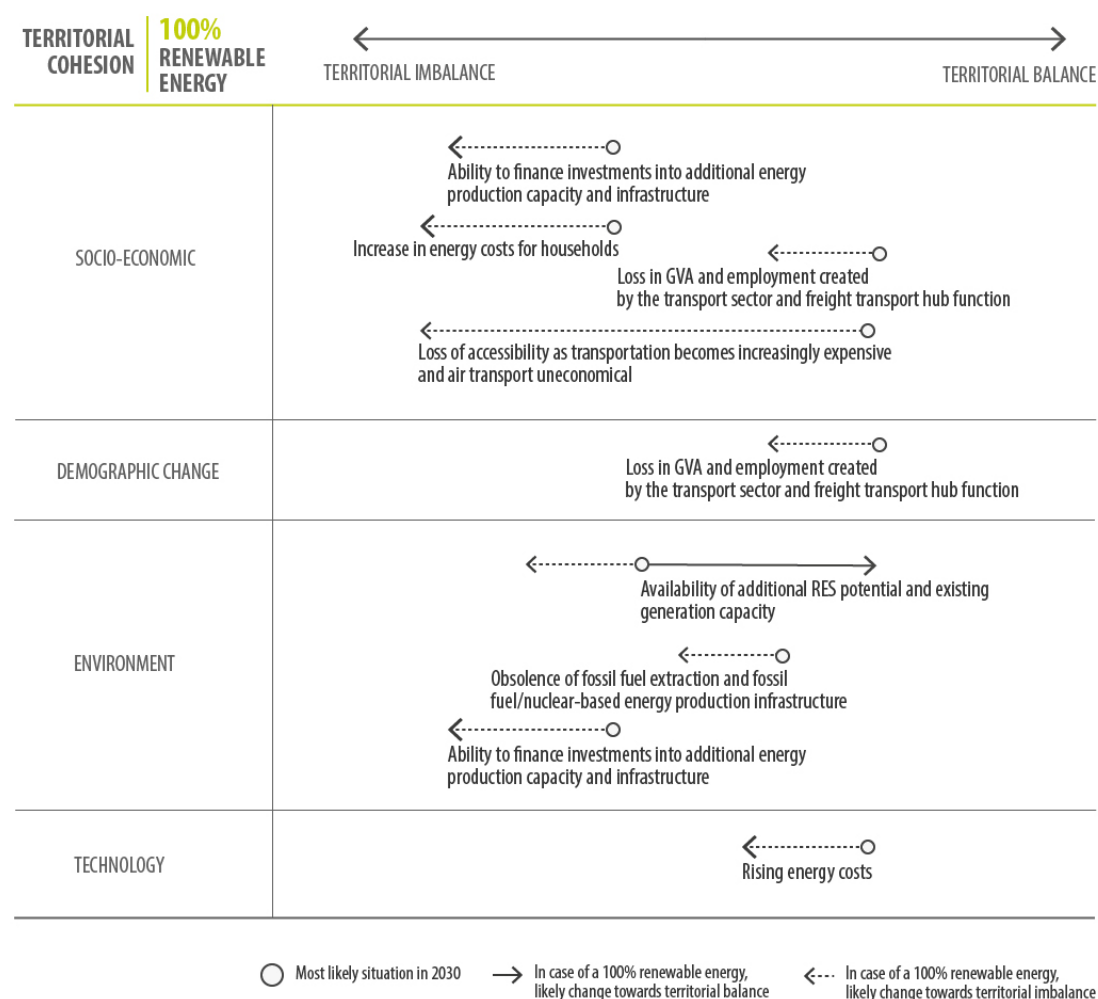 TERRITORIAL
COHESION
100%
RENEWABLE
ENERGY
TERRITORIAL IMBALANCE
TERRITORIAL BALANCE
SOCIO-ECONOMIC
Ability to finance investments into additional energy
production capacity and infrastructure
Increase in energy costs for households
Loss in GVA and employment created
by the transport sector and freight transport hub function
Loss of accessibility as transportation becomes increasingly expensive
and air transport uneconomical
DEMOGRAPHIC CHANGE
Loss in GVA and employment created
by the transport sector and freight transport hub function
ENVIRONMENT
Availability of additional RES potential and existing
generation capacity
Obsolence of fossil fuel extraction and fossil
fuel/nuclear-based energy production infrastructure
Ability to finance investments into additional energy
production capacity and infrastructure
TECHNOLOGY
Rising energy costs
Most likely situation in 2030
In case of a 100% renewable energy,
likely change towards territorial balance
In case of a 100% renewable energy,
likely change towards territorial imbalance